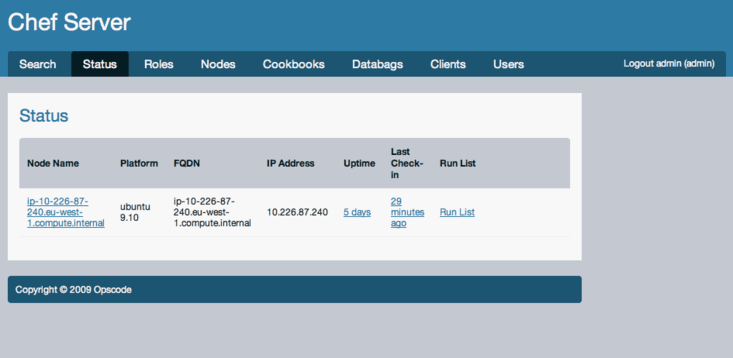 Chef Server
Search Status Roles Nodes Cookbooks Databags Clients Users Logout admin (admin)
Status
Node Name Platform FQDN IP Address Uptime Last Check-in Run List
ip-10-226-87-
240.eu-west-
1.compute.internal
ubuntu
9.10
ip-10-226-87-
240.eu-west-
1.compute.internal
10.226.87.240
5 days
29
minutes
ago
Run List
Copyright © 2009 Opscode